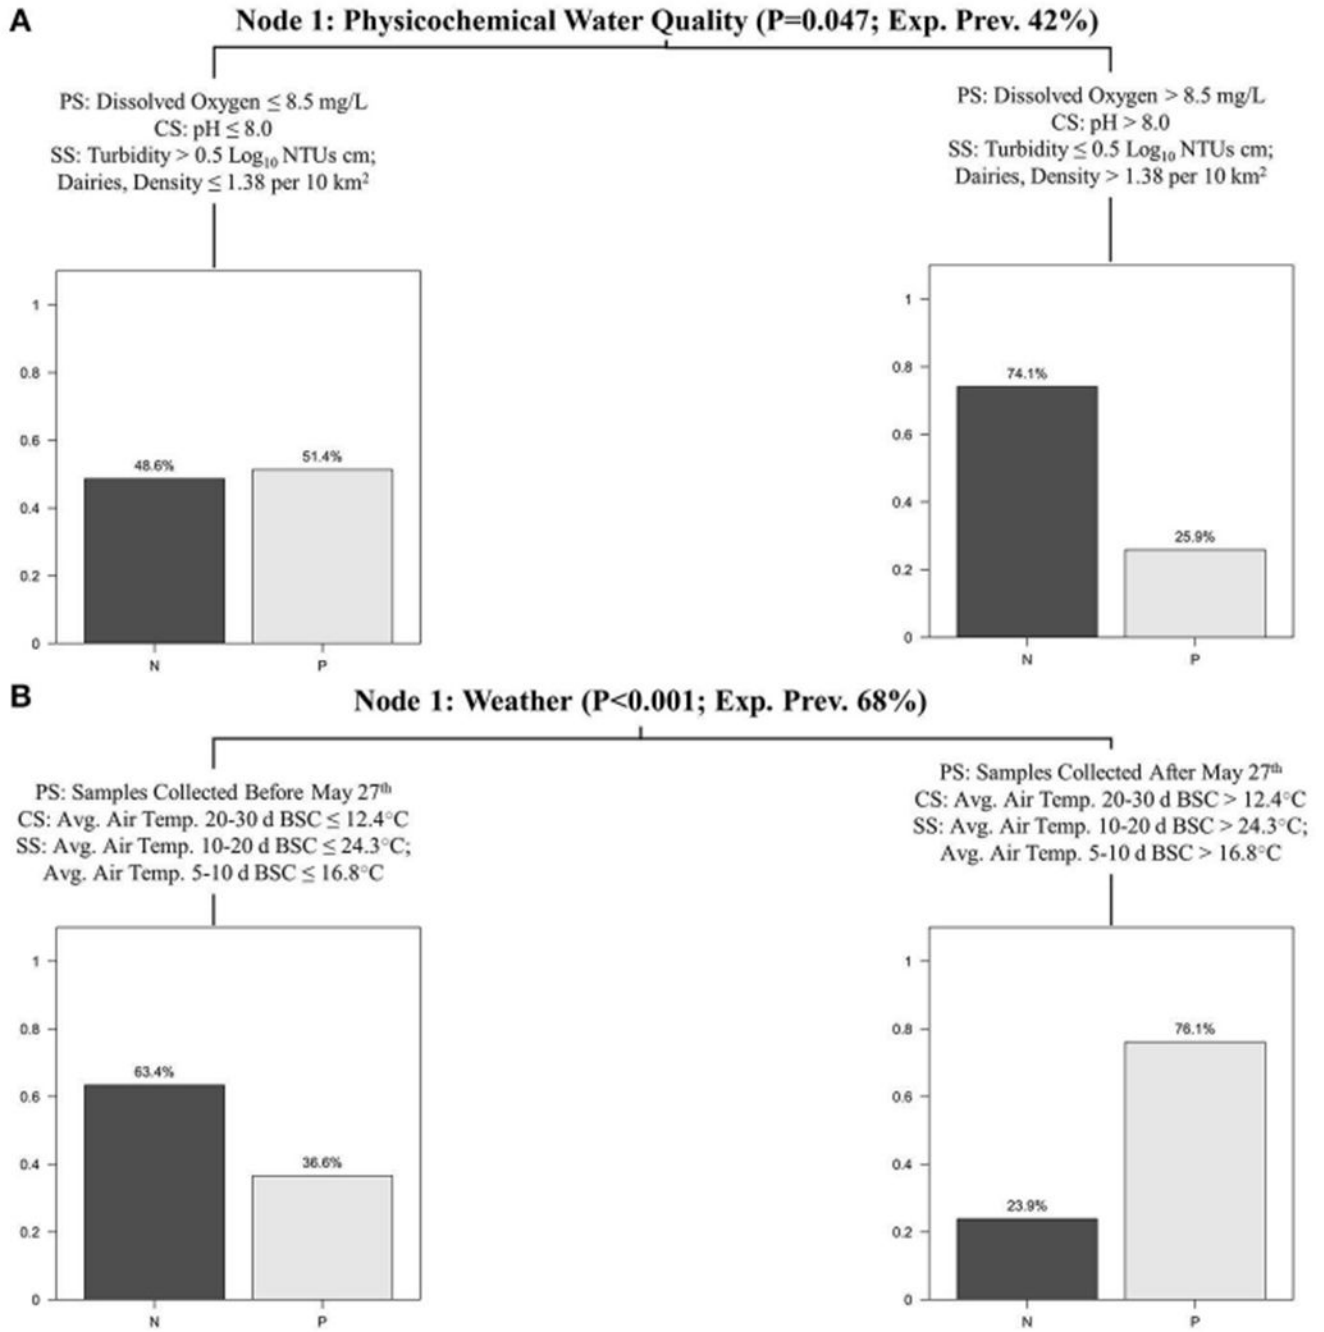 A
Node 1: Physicochemical Water Quality (P=0.047; Exp. Prev. 42%)
PS: Dissolved Oxygen ≤ 8.5 mg/L
CS: pH ≤ 8.0
SS: Turbidity > 0.5 Log10 NTUs cm;
Dairies, Density ≤ 1.38 per 10 km²
PS: Dissolved Oxygen > 8.5 mg/L
CS: pH > 8.0
SS: Turbidity ≤ 0.5 Log10 NTUs cm;
Dairies, Density > 1.38 per 10 km²
1
0.8
0.6
0.4
0.2
0
48.6%
51.4%
N
P
1
0.8
0.6
0.4
0.2
0
74.1%
25.9%
N
P
B
Node 1: Weather (P<0.001; Exp. Prev. 68%)
PS: Samples Collected Before May 27th
CS: Avg. Air Temp. 20-30 d BSC ≤ 12.4°C
SS: Avg. Air Temp. 10-20 d BSC ≤ 24.3°C;
Avg. Air Temp. 5-10 d BSC ≤ 16.8°C
PS: Samples Collected After May 27th
CS: Avg. Air Temp. 20-30 d BSC > 12.4°C
SS: Avg. Air Temp. 10-20 d BSC > 24.3°C;
Avg. Air Temp. 5-10 d BSC > 16.8°C
1
0.8
0.6
0.4
0.2
0
63.4%
36.6%
N
P
1
0.8
0.6
0.4
0.2
0
23.9%
76.1%
N
P